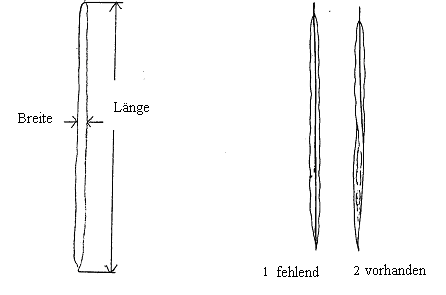 Breite
Länge
1 fehlend
2 vorhanden